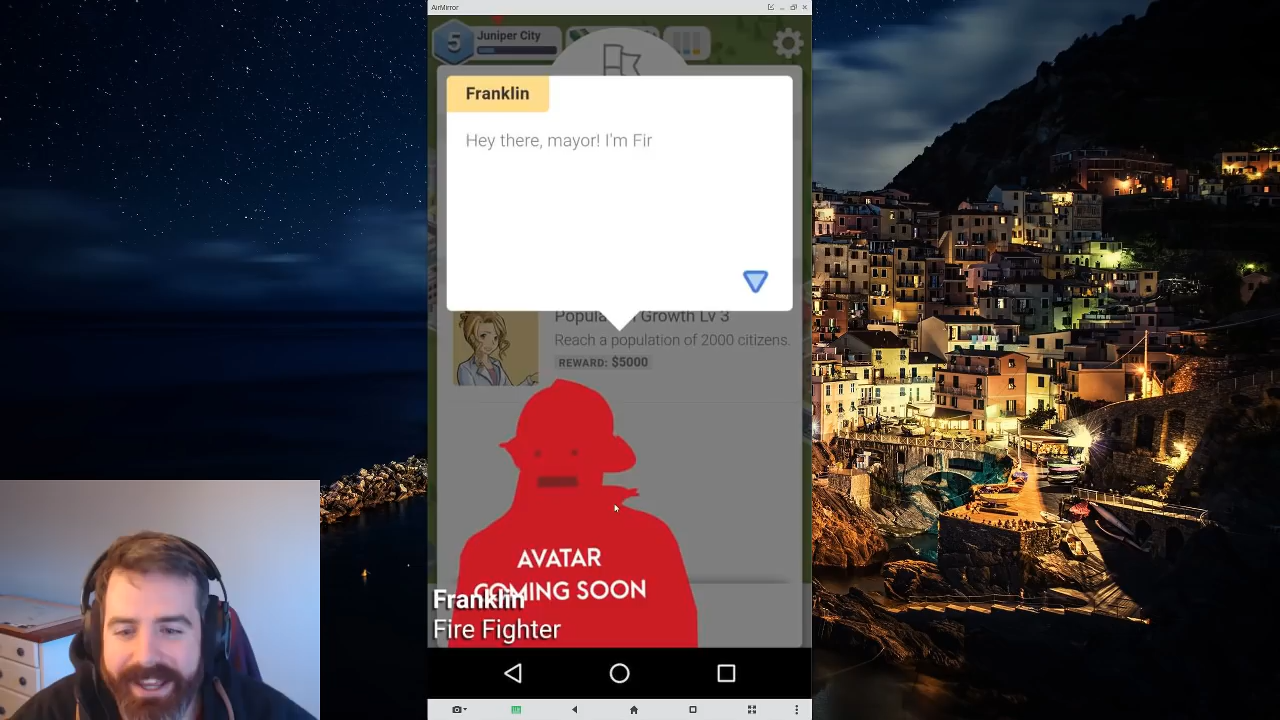 AirMirror
5
Juniper City
Franklin
Hey there, mayor! I'm Fir
Growth Lv 3
Reach a population of 2000 citizens.
REWARD: $5000
AVATAR
COMING SOON
Franklin
Fire Fighter